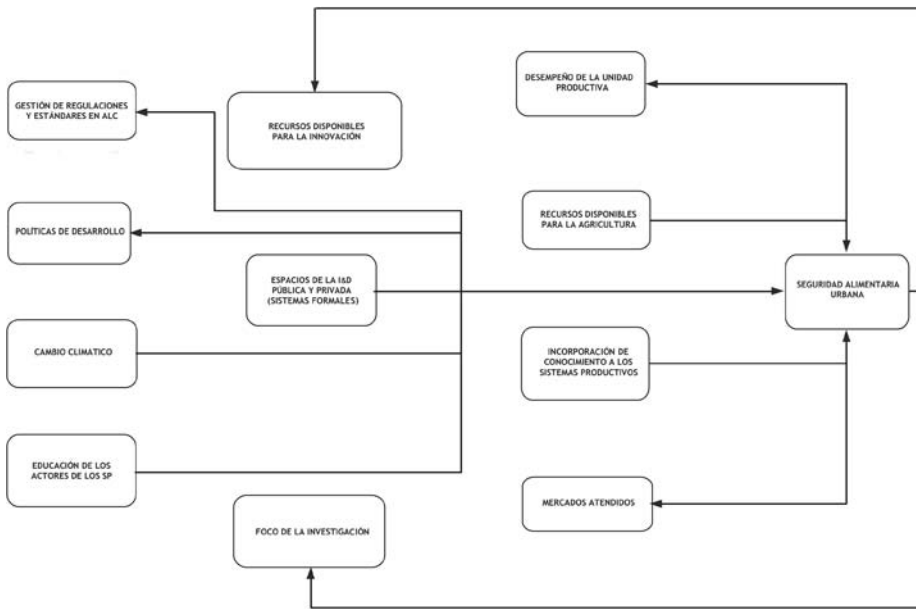 DESEMPEÑO DE LA UNIDAD
PRODUCTIVA
GESTIÓN DE REGULACIONES
Y ESTÁNDARES EN ALC
RECURSOS DISPONIBLES
PARA LA INNOVACIÓN
RECURSOS DISPONIBLES
PARA LA AGRICULTURA
POLÍTICAS DE DESARROLLO
ESPACIOS DE LA I&D
PÚBLICA Y PRIVADA
(SISTEMAS FORMALES)
SEGURIDAD ALIMENTARIA
URBANA
CAMBIO CLIMATICO
INCORPORACIÓN DE
CONOCIMIENTO A LOS
SISTEMAS PRODUCTIVOS
EDUCACIÓN DE LOS
ACTORES DE LOS SP
MERCADOS ATENDIDOS
FOCO DE LA INVESTIGACIÓN